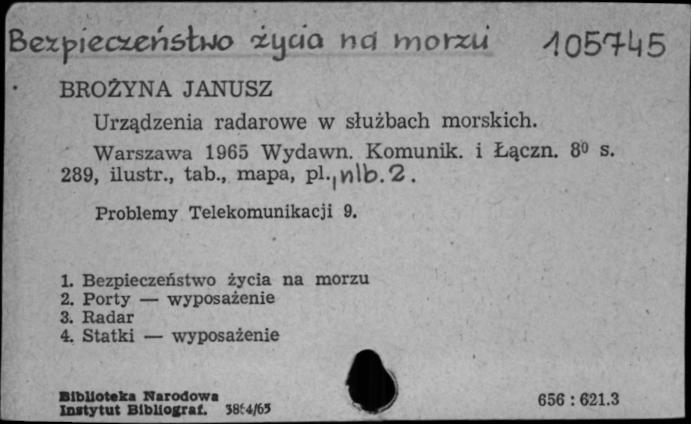 Bezpieczeństwo życia na morzu 105745
BROŻYNA JANUSZ
Urządzenia radarowe w służbach morskich.
Warszawa 1965 Wydawn. Komunik. i Łączn. 8⁰ s.
289, ilustr., tab., mapa, pl., nlb. 2.
Problemy Telekomunikacji 9.
1. Bezpieczeństwo życia na morzu
2. Porty — wyposażenie
3. Radar
4. Statki — wyposażenie
Biblioteka Narodowa
Instytut Bibliograf.
656 : 621.3